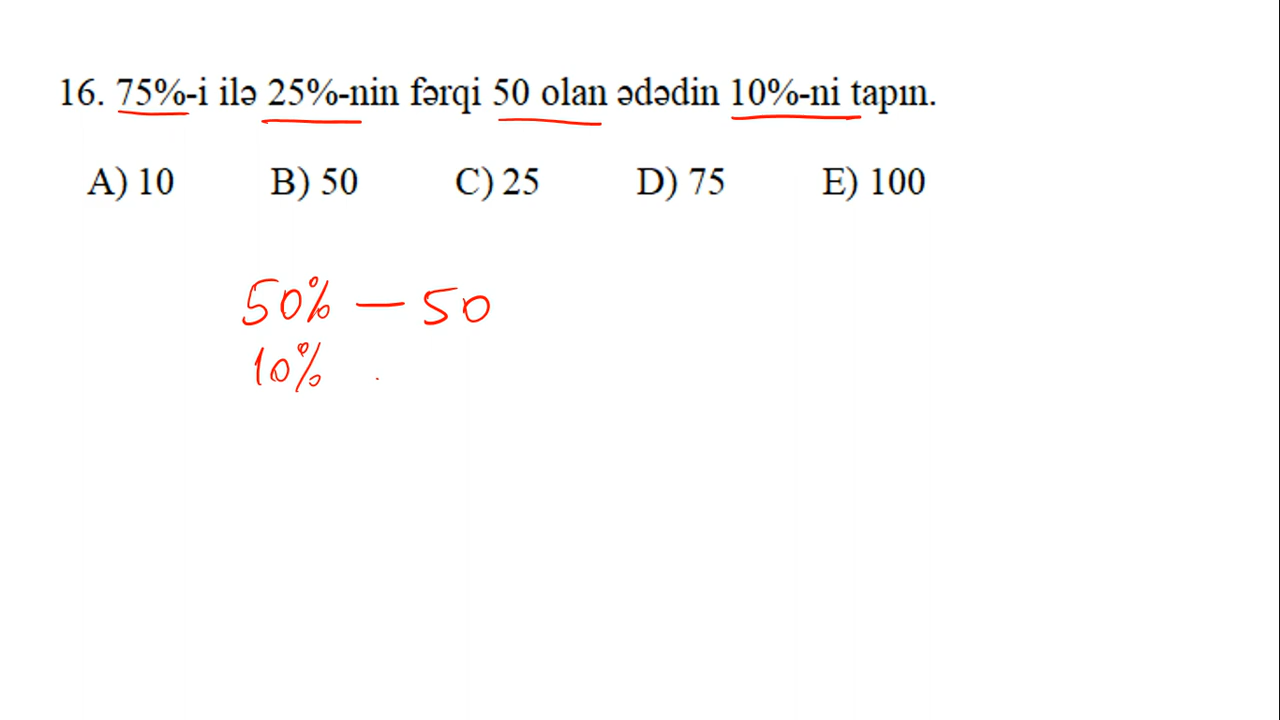 16. 75%-i ilə 25%-nin fərqi 50 olan ədədin 10%-ni tapın.
A) 10 B) 50 C) 25 D) 75 E) 100
50% — 50
10%